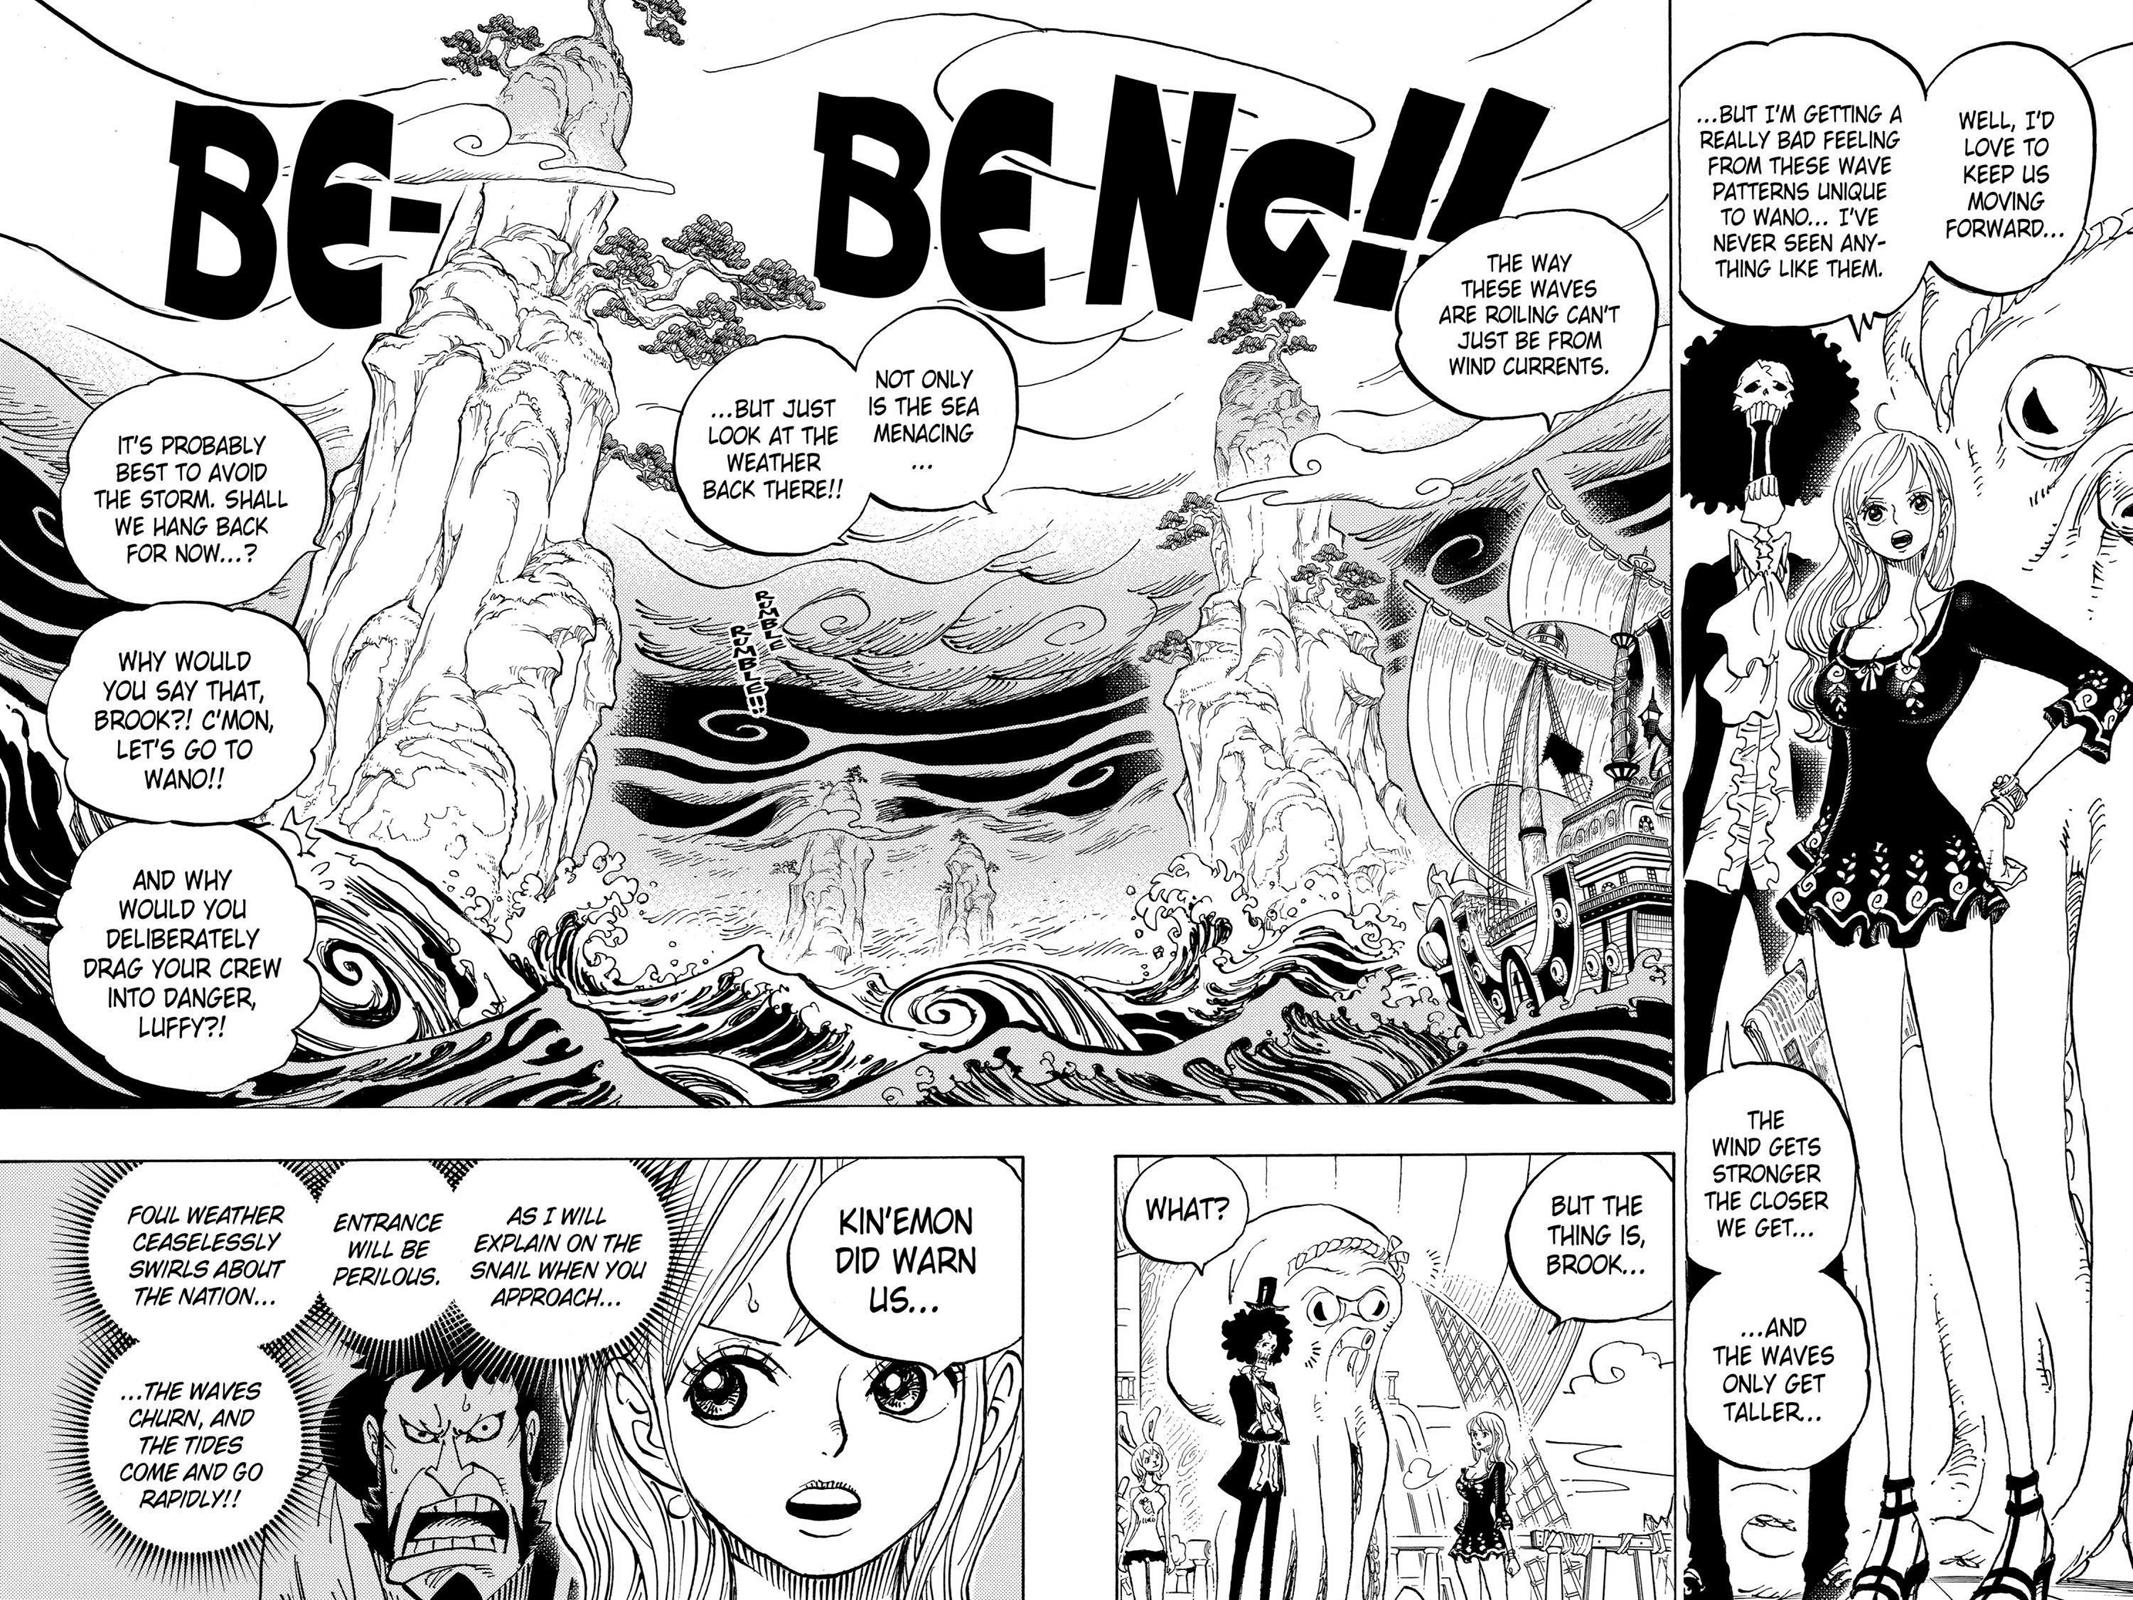 WELL, I'D
LOVE TO
KEEP US
MOVING
FORWARD...
...BUT I'M GETTING A
REALLY BAD FEELING
FROM THESE WAVE
PATTERNS UNIQUE
TO WANO... I'VE
NEVER SEEN ANY-
THING LIKE THEM.
THE
WIND GETS
STRONGER
THE CLOSER
WE GET...
...AND
THE WAVES
ONLY GET
TALLER...
BE-
BENG!!
THE WAY
THESE WAVES
ARE ROILING CAN'T
JUST BE FROM
WIND CURRENTS.
NOT ONLY
IS THE SEA
MENACING
...
...BUT JUST
LOOK AT THE
WEATHER
BACK THERE!!
RUMBLE
RUMBLE!!
IT'S PROBABLY
BEST TO AVOID
THE STORM. SHALL
WE HANG BACK
FOR NOW...?
WHY WOULD
YOU SAY THAT,
BROOK?! C'MON,
LET'S GO TO
WANO!!
AND WHY
WOULD YOU
DELIBERATELY
DRAG YOUR CREW
INTO DANGER,
LUFFY?!
BUT THE
THING IS,
BROOK...
WHAT?
KIN'EMON
DID WARN
US...
AS I WILL
EXPLAIN ON THE
SNAIL WHEN YOU
APPROACH...
ENTRANCE
WILL BE
PERILOUS.
FOUL WEATHER
CEASELESSLY
SWIRLS ABOUT
THE NATION...
...THE WAVES
CHURN, AND
THE TIDES
COME AND GO
RAPIDLY!!